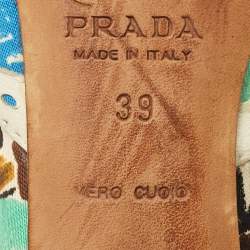 PRADA
MADE IN ITALY
39
VERO CUOIO